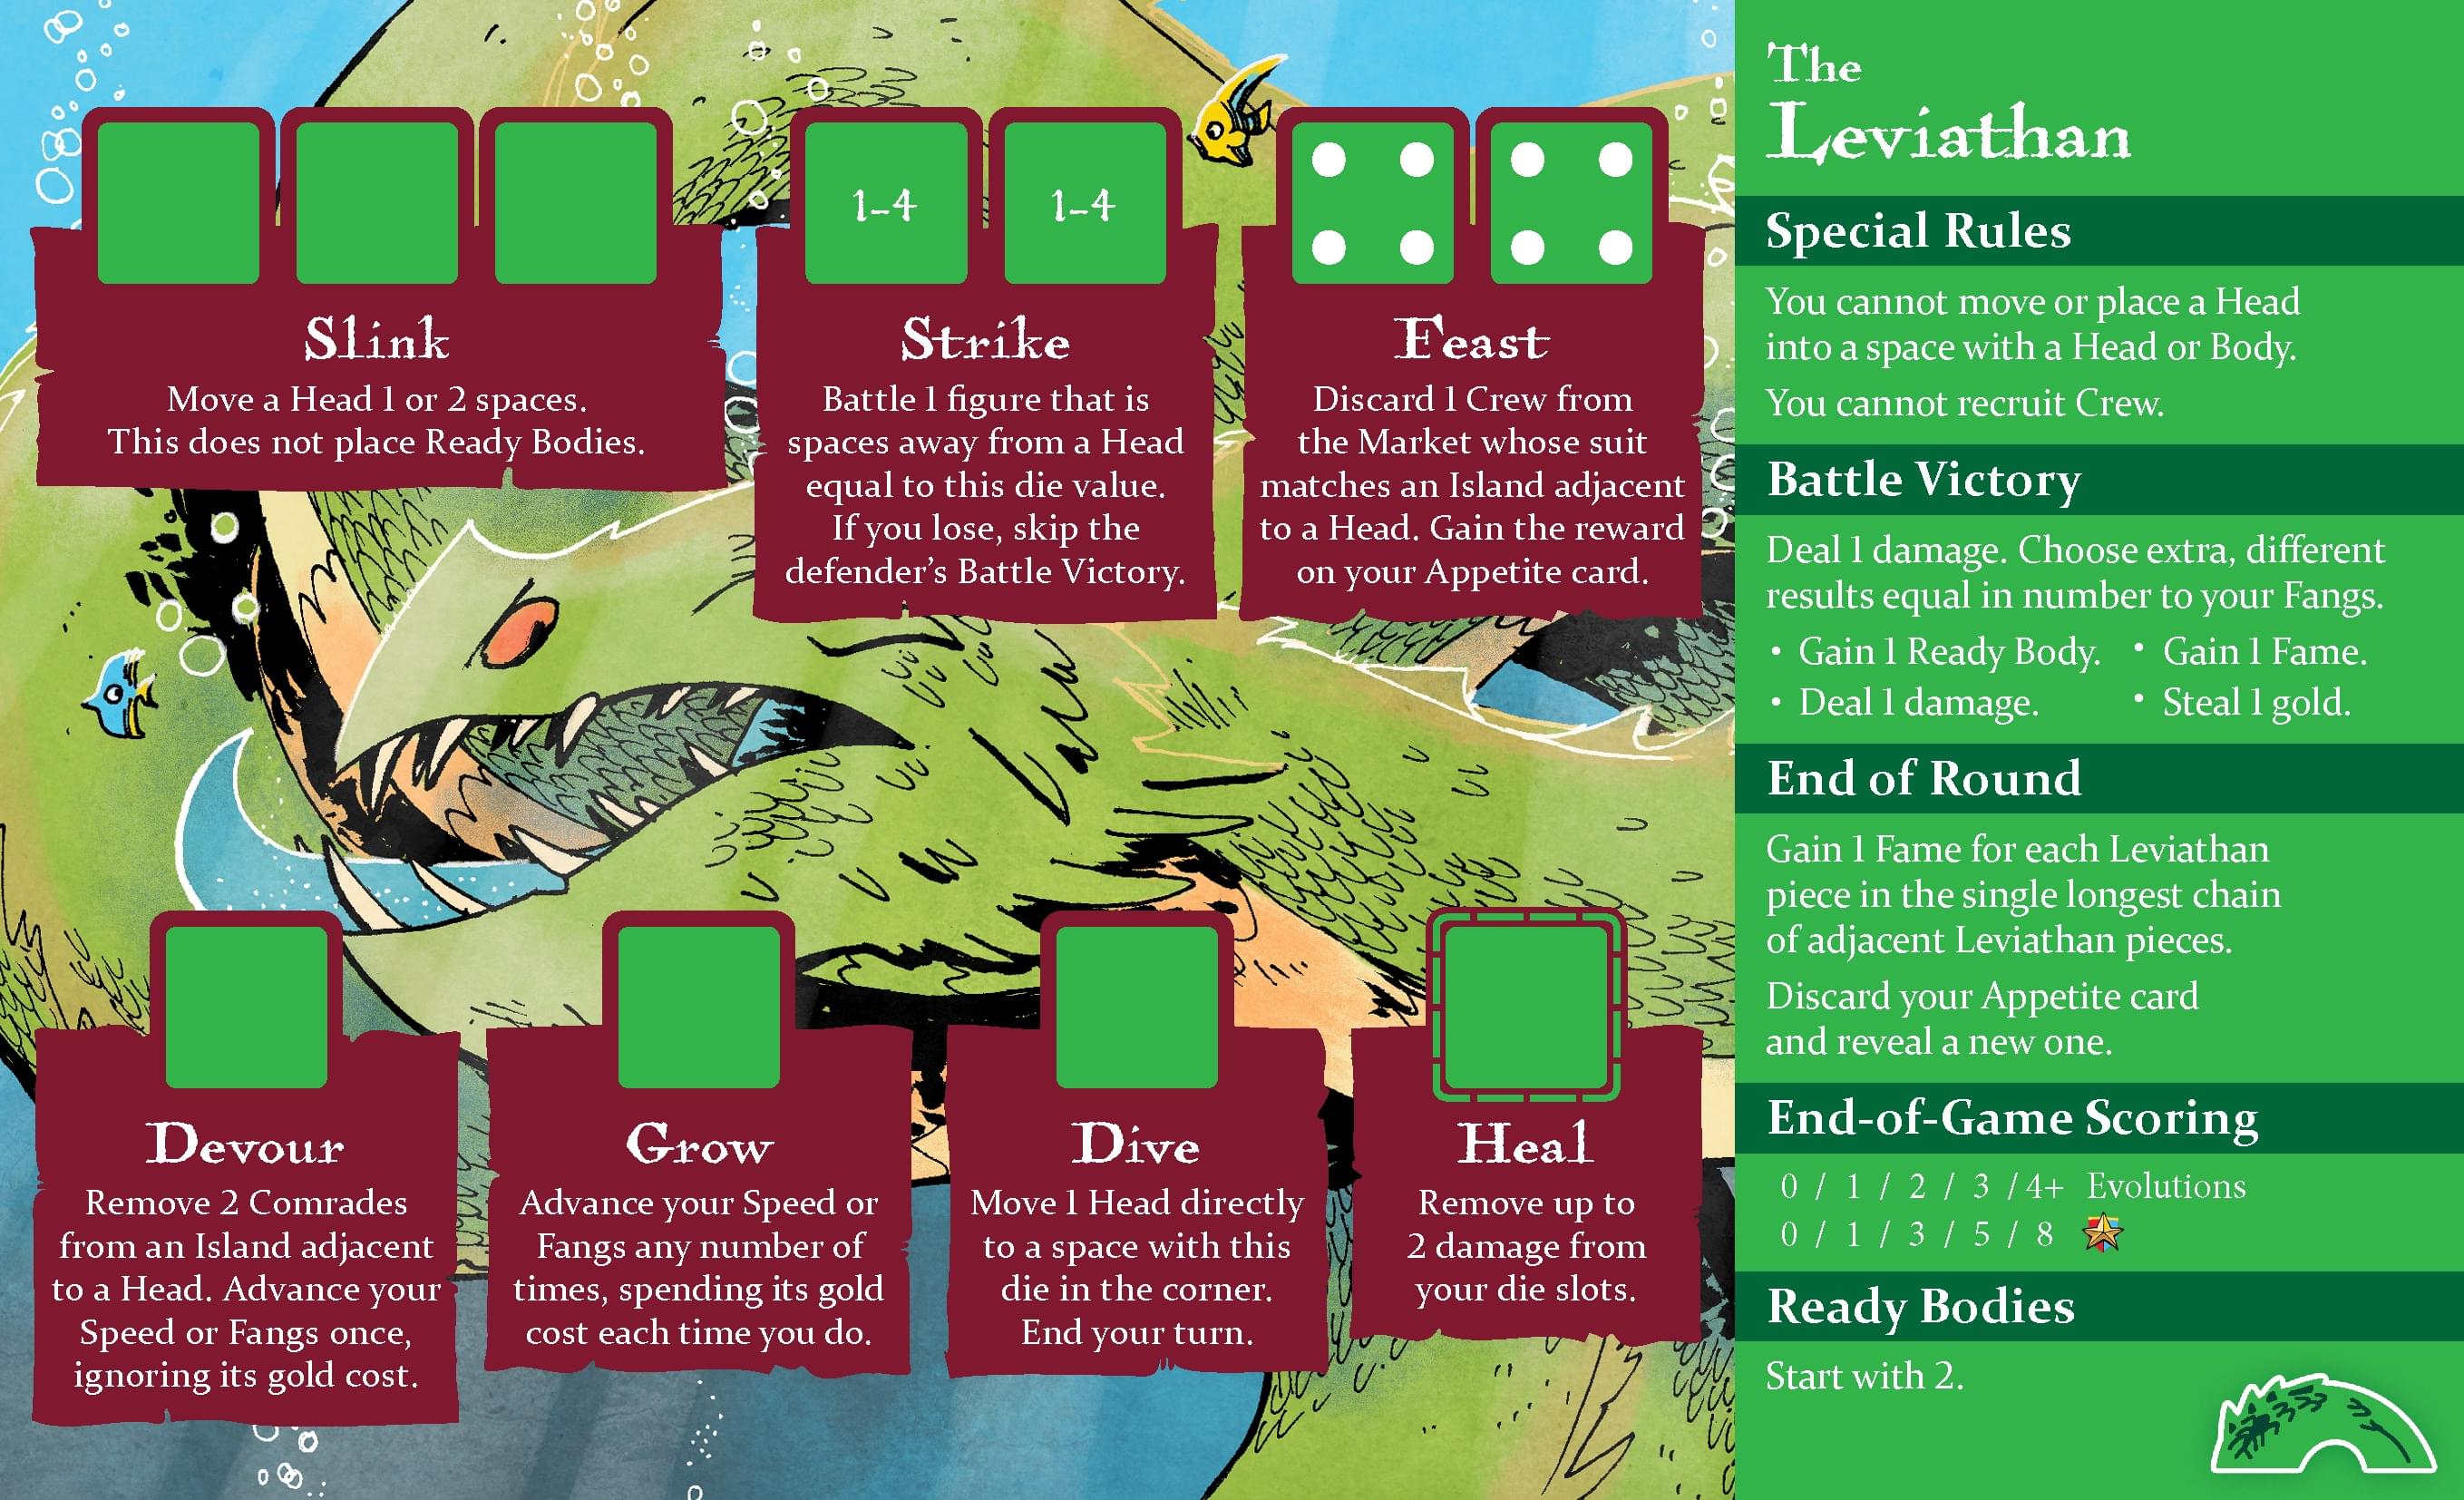 Slink
Move a Head 1 or 2 spaces.
This does not place Ready Bodies.
1-4
1-4
Strike
Battle 1 figure that is
spaces away from a Head
equal to this die value.
If you lose, skip the
defender's Battle Victory.
Feast
Discard 1 Crew from
the Market whose suit
matches an Island adjacent
to a Head. Gain the reward
on your Appetite card.
Devour
Remove 2 Comrades
from an Island adjacent
to a Head. Advance your
Speed or Fangs once,
ignoring its gold cost.
Grow
Advance your Speed or
Fangs any number of
times, spending its gold
cost each time you do.
Dive
Move 1 Head directly
to a space with this
die in the corner.
End your turn.
Heal
Remove up to
2 damage from
your die slots.
The
Leviathan
Special Rules
You cannot move or place a Head
into a space with a Head or Body.
You cannot recruit Crew.
Battle Victory
Deal 1 damage. Choose extra, different
results equal in number to your Fangs.
• Gain 1 Ready Body. • Gain 1 Fame.
• Deal 1 damage. • Steal 1 gold.
End of Round
Gain 1 Fame for each Leviathan
piece in the single longest chain
of adjacent Leviathan pieces.
Discard your Appetite card
and reveal a new one.
End-of-Game Scoring
0 / 1 / 2 / 3 / 4+ Evolutions
0 / 1 / 3 / 5 / 8
Ready Bodies
Start with 2.